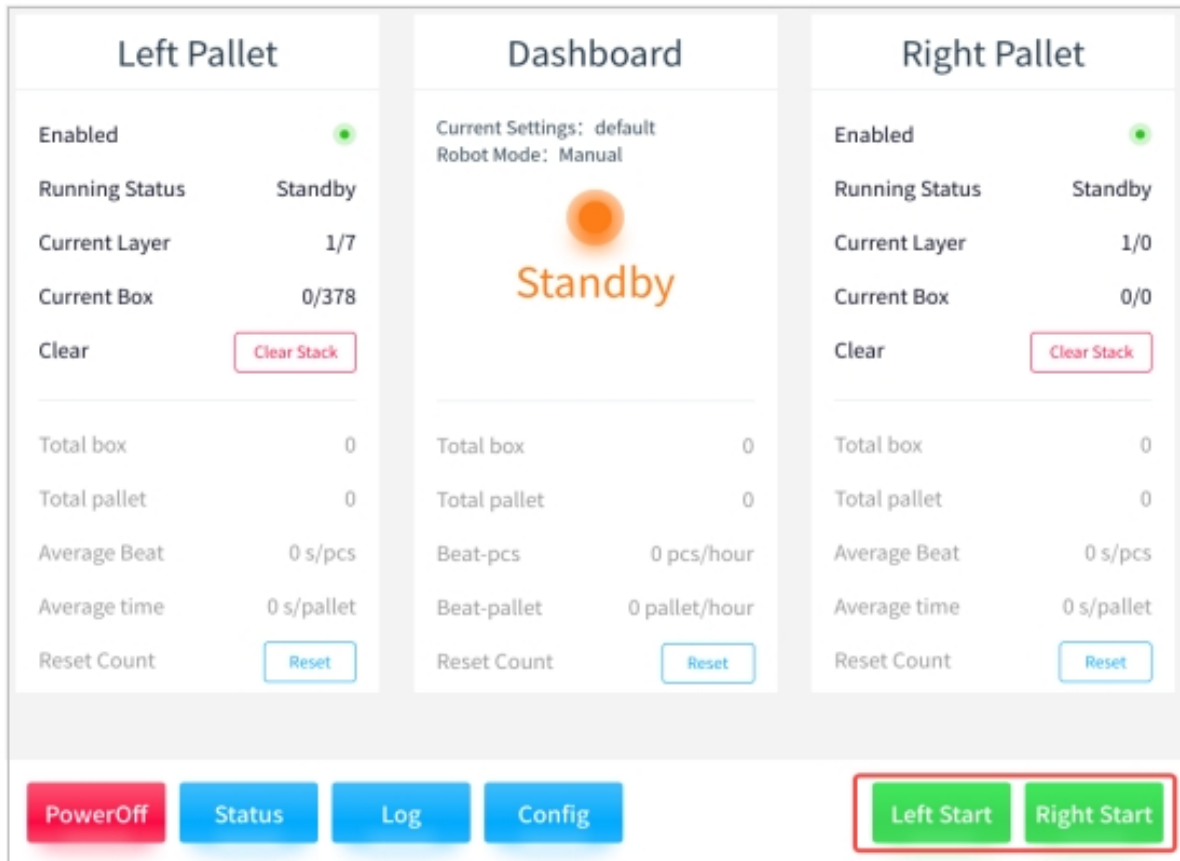 Left Pallet
Enabled
Running Status Standby
Current Layer 1/7
Current Box 0/378
Clear Clear Stack
Total box 0
Total pallet 0
Average Beat 0 s/pcs
Average time 0 s/pallet
Reset Count Reset
Dashboard
Current Settings：default
Robot Mode：Manual
Standby
Total box 0
Total pallet 0
Beat-pcs 0 pcs/hour
Beat-pallet 0 pallet/hour
Reset Count Reset
Right Pallet
Enabled
Running Status Standby
Current Layer 1/0
Current Box 0/0
Clear Clear Stack
Total box 0
Total pallet 0
Average Beat 0 s/pcs
Average time 0 s/pallet
Reset Count Reset
PowerOff Status Log Config Left Start Right Start